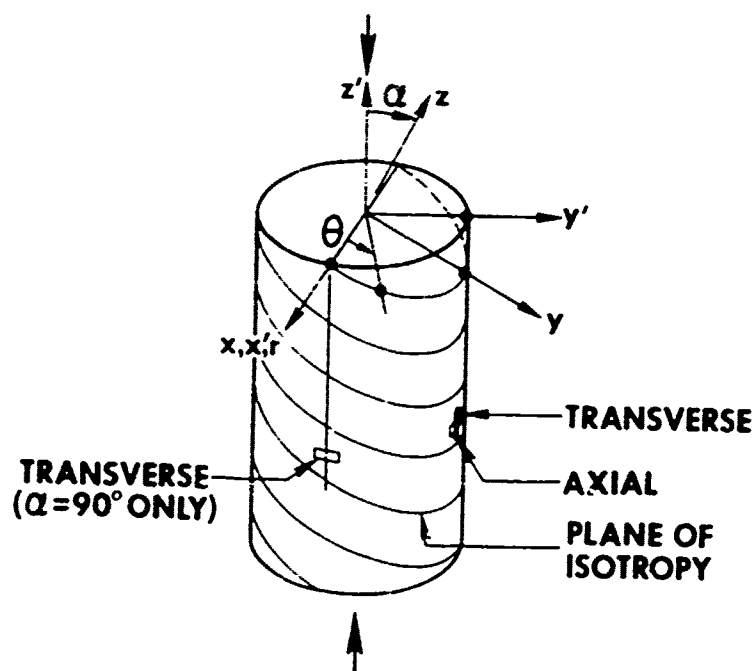 z'
α
z
y'
θ
y
x,x',r
TRANSVERSE
AXIAL
TRANSVERSE
(α=90° ONLY)
PLANE OF
ISOTROPY